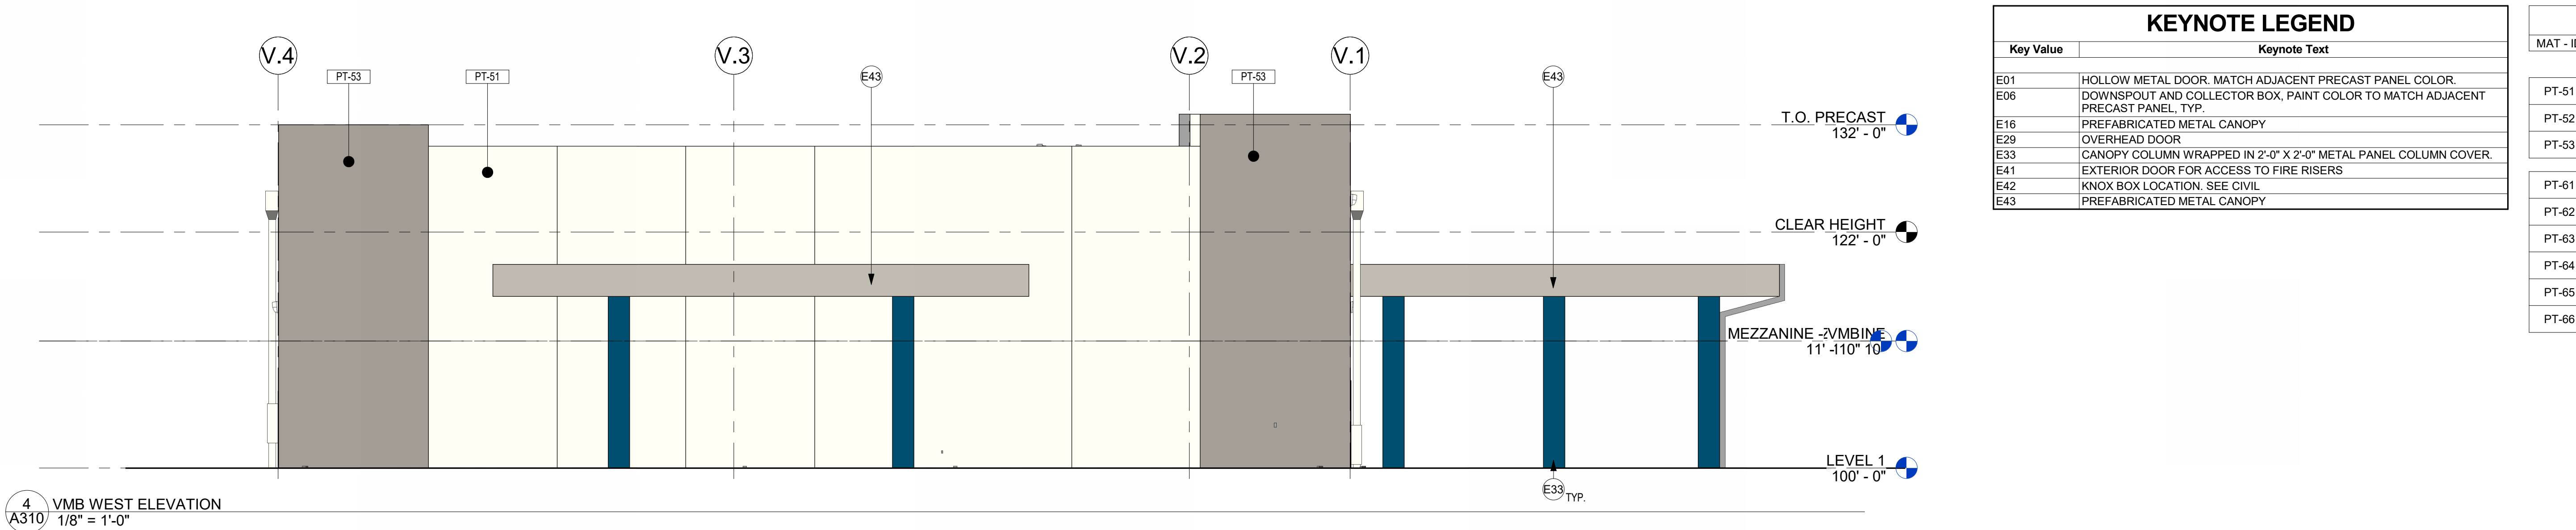 V.4
V.3
V.2
V.1
PT-53
PT-51
E43
PT-53
E43
T.O. PRECAST
132' - 0"
CLEAR HEIGHT
122' - 0"
MEZZANINE
LEVEL 1
100' - 0"
E33 TYP.
4
A310
VMB WEST ELEVATION
1/8" = 1'-0"
KEYNOTE LEGEND
Key Value Keynote Text
E01 HOLLOW METAL DOOR. MATCH ADJACENT PRECAST PANEL COLOR.
E06 DOWNSPOUT AND COLLECTOR BOX, PAINT COLOR TO MATCH ADJACENT
PRECAST PANEL, TYP.
E16 PREFABRICATED METAL CANOPY
E29 OVERHEAD DOOR
E33 CANOPY COLUMN WRAPPED IN 2'-0" X 2'-0" METAL PANEL COLUMN COVER.
E41 EXTERIOR DOOR FOR ACCESS TO FIRE RISERS
E42 KNOX BOX LOCATION. SEE CIVIL
E43 PREFABRICATED METAL CANOPY
MAT -
PT-51
PT-52
PT-53
PT-61
PT-62
PT-63
PT-64
PT-65
PT-66